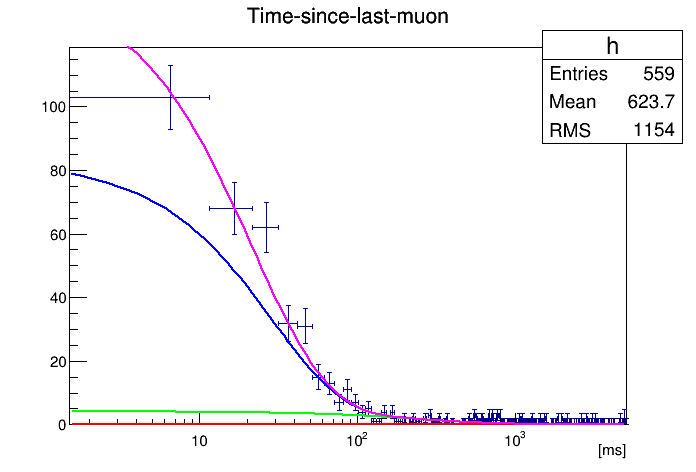 Time-since-last-muon
h
Entries 559
Mean 623.7
RMS 1154
100
80
60
40
20
0
10
10²
10³
[ms]